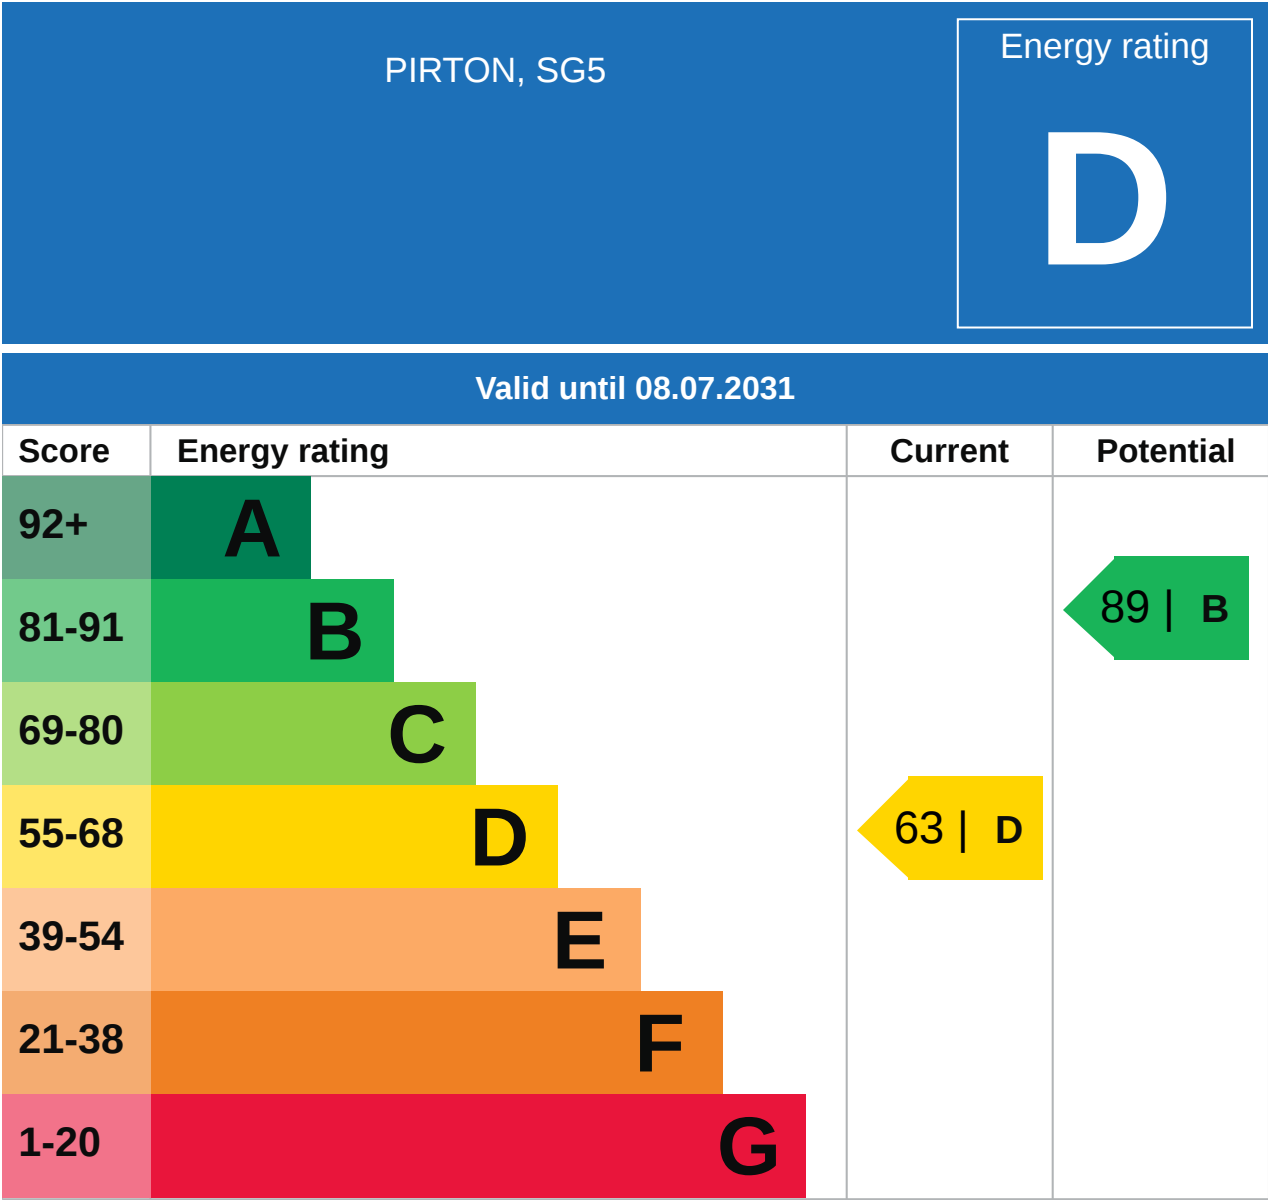 PIRTON, SG5
Energy rating
D
Valid until 08.07.2031
Score Energy rating Current Potential
92+ A
81-91 B
89 | B
69-80 C
55-68 D
63 | D
39-54 E
21-38 F
1-20 G